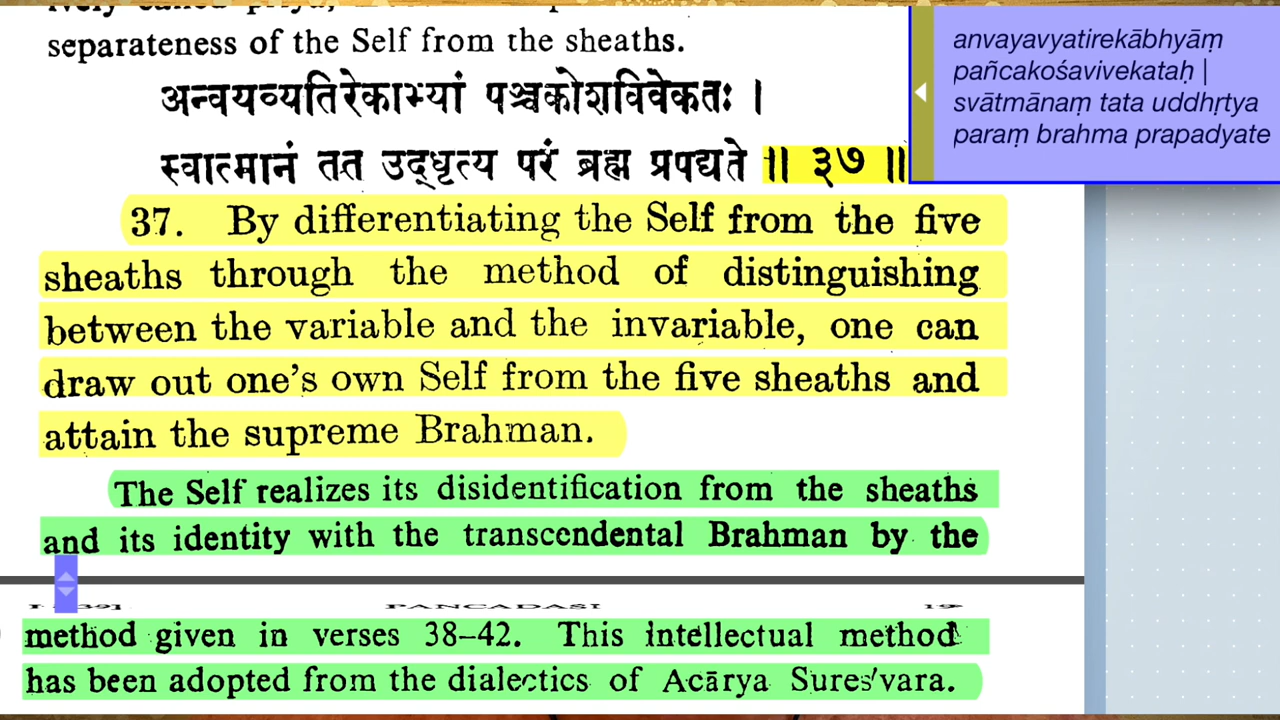 separateness of the Self from the sheaths.
अन्वयव्यतिरेकाभ्यां पञ्चकोशविवेकतः ।
स्वात्मानं तत उद्धृत्य परं ब्रह्म प्रपद्यते ॥ ३७ ॥
37. By differentiating the Self from the five
sheaths through the method of distinguishing
between the variable and the invariable, one can
draw out one's own Self from the five sheaths and
attain the supreme Brahman.
The Self realizes its disidentification from the sheaths
and its identity with the transcendental Brahman by the
PANCADASI 19
method given in verses 38–42. This intellectual method
has been adopted from the dialectics of Acārya Sures'vara.
anvayavyatirekābhyāṃ
pañcakośavivekataḥ |
svātmānaṃ tata uddhṛtya
paraṃ brahma prapadyate